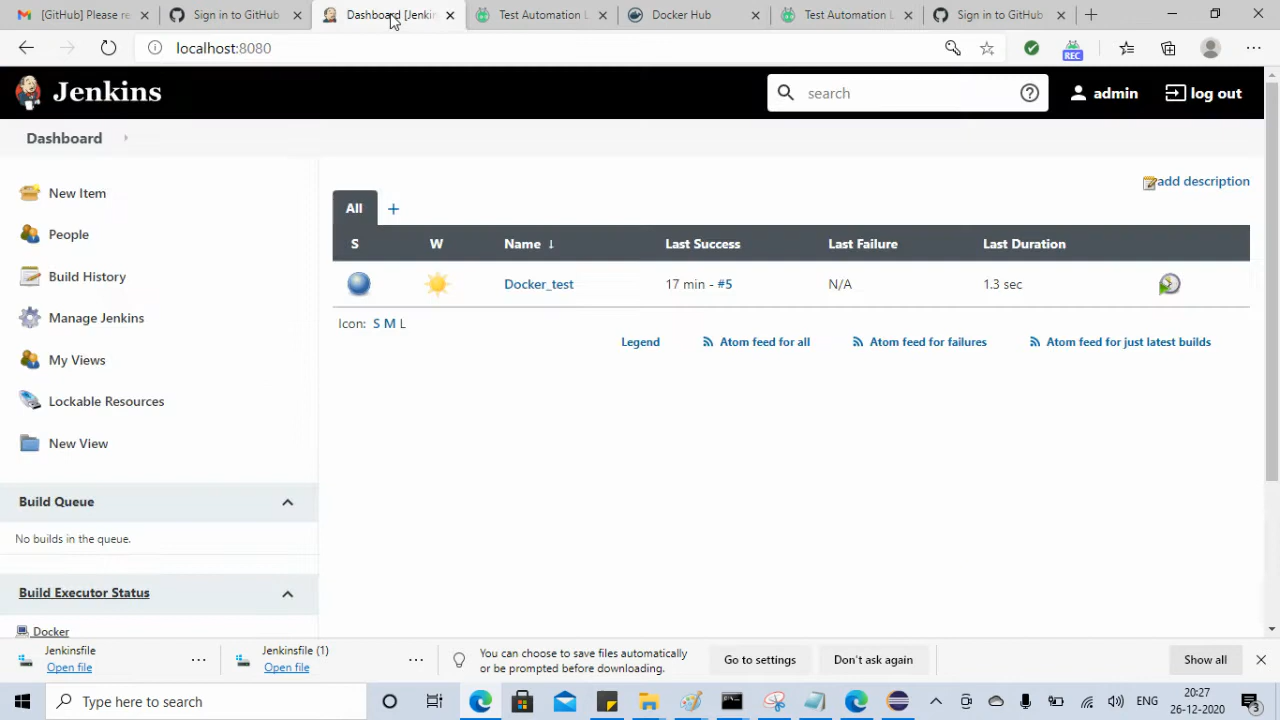 [GitHub] Please re
Sign in to GitHub
Dashboard [Jenki
Test Automation L
Docker Hub
Test Automation L
Sign in to GitHub
localhost:8080
REC
Jenkins
search
admin
log out
Dashboard
New Item
People
Build History
Manage Jenkins
My Views
Lockable Resources
New View
Build Queue
No builds in the queue.
Build Executor Status
Docker
add description
All +
S W Name ↓ Last Success Last Failure Last Duration
Docker_test 17 min - #5 N/A 1.3 sec
Icon: S M L
Legend Atom feed for all Atom feed for failures Atom feed for just latest builds
Jenkinsfile
Open file
Jenkinsfile (1)
Open file
You can choose to save files automatically
or be prompted before downloading.
Go to settings
Don't ask again
Show all
Type here to search
ENG
20:27
26-12-2020
3